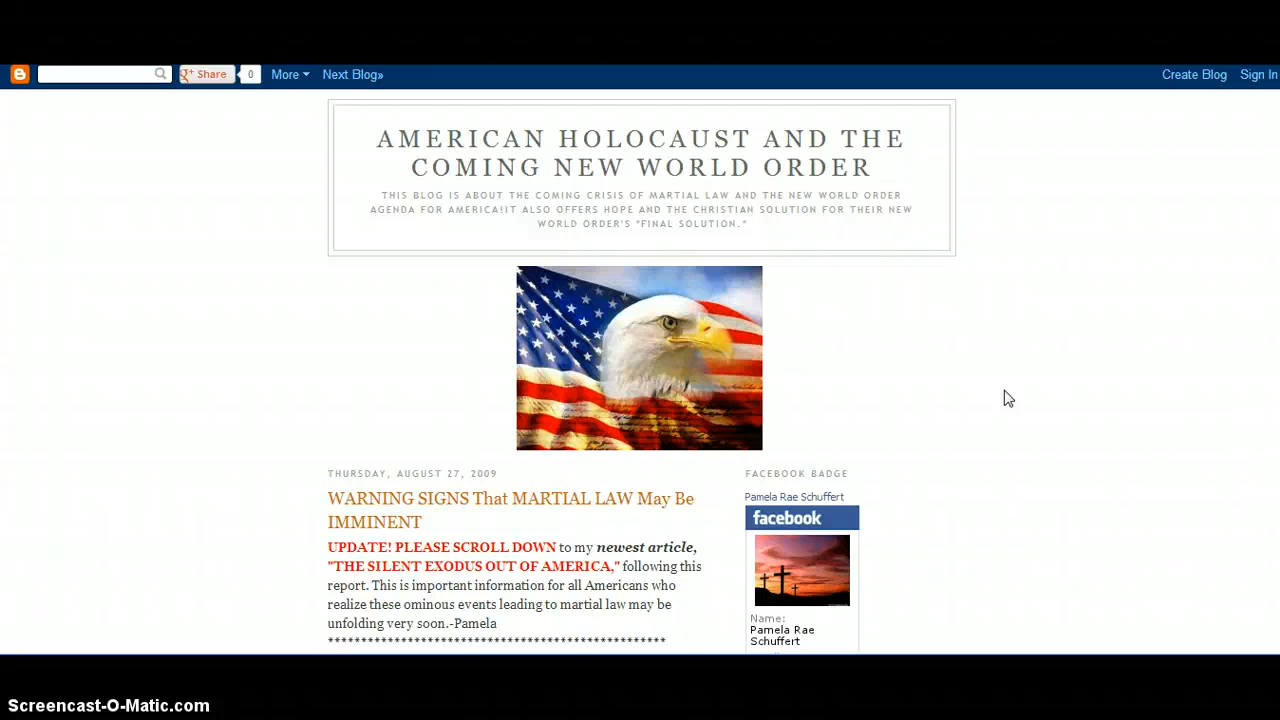 Share 0 More Next Blog» Create Blog Sign In
AMERICAN HOLOCAUST AND THE
COMING NEW WORLD ORDER
THIS BLOG IS ABOUT THE COMING CRISIS OF MARTIAL LAW AND THE NEW WORLD ORDER
AGENDA FOR AMERICA!IT ALSO OFFERS HOPE AND THE CHRISTIAN SOLUTION FOR THEIR NEW
WORLD ORDER'S "FINAL SOLUTION."
THURSDAY, AUGUST 27, 2009
WARNING SIGNS That MARTIAL LAW May Be
IMMINENT
UPDATE! PLEASE SCROLL DOWN to my newest article,
"THE SILENT EXODUS OUT OF AMERICA," following this
report. This is important information for all Americans who
realize these ominous events leading to martial law may be
unfolding very soon.-Pamela
**************************************************
FACEBOOK BADGE
Pamela Rae Schuffert
facebook
Name:
Pamela Rae
Schuffert
Screencast-O-Matic.com